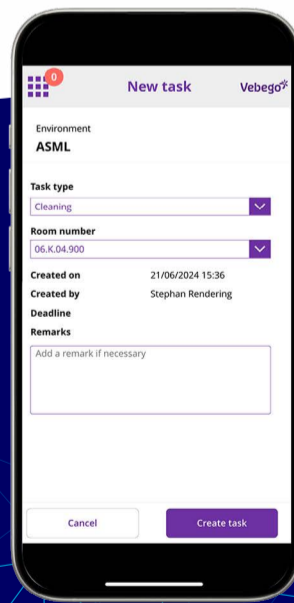 0
New task
Vebego
Environment
ASML
Task type
Cleaning
Room number
06.K.04.900
Created on 21/06/2024 15:36
Created by Stephan Rendering
Deadline
Remarks
Add a remark if necessary
Cancel
Create task